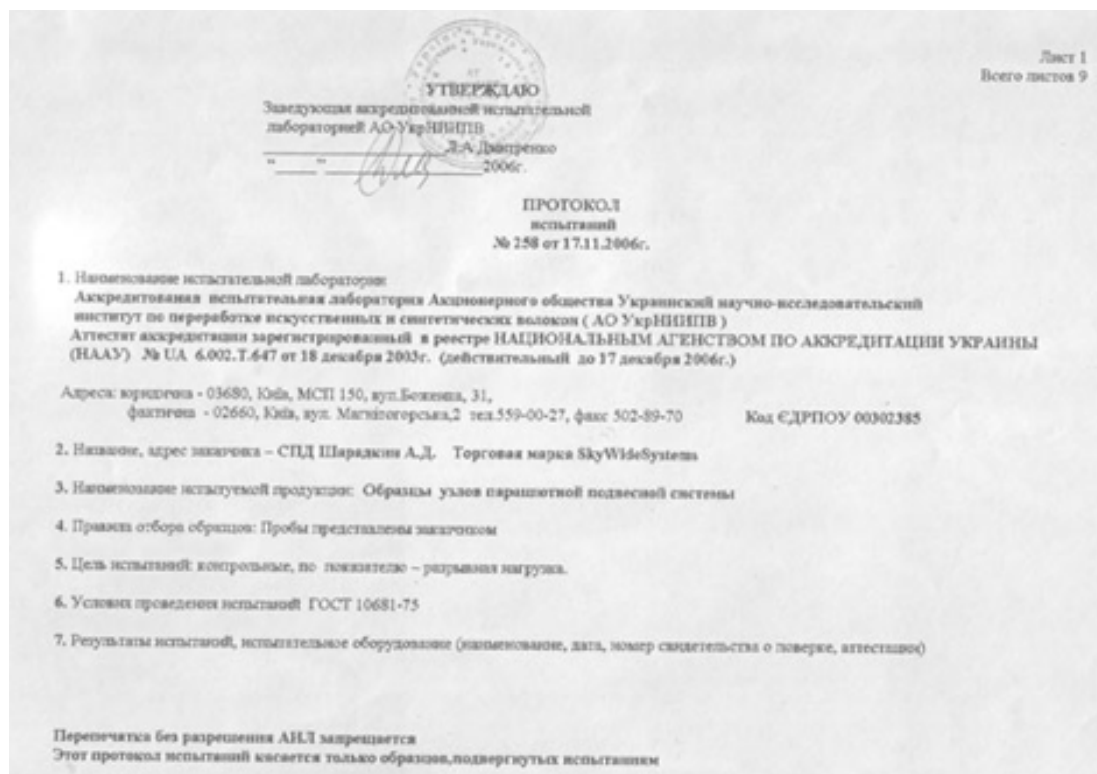 Лист 1
Всего листов 9
УТВЕРЖДАЮ
Заведующая аккредитованной испытательной
лабораторией АО УкрНИИПВ
Л.А Дмитренко
"____"____2006г.
ПРОТОКОЛ
испытаний
№ 258 от 17.11.2006г.
1. Наименование испытательной лаборатории:
Аккредитованая испытательная лаборатория Акционерного общества Украинский научно-исследовательский
институт по переработке искусственных и синтетических волокон ( АО УкрНИИПВ )
Аттестат аккредитации зарегистрированный в реестре НАЦИОНАЛЬНЫМ АГЕНСТВОМ ПО АККРЕДИТАЦИИ УКРАИНЫ
(НААУ) № UA 6.002.Т.647 от 18 декабря 2003г. (действительный до 17 декабря 2006г.)
Адреса: юридична - 03680, Київ, МСП 150, вул.Боженка, 31,
фактична - 02660, Київ, вул. Магнітогорська,2 тел.559-00-27, факс 502-89-70 Код ЄДРПОУ 00302385
2. Название, адрес заказчика – СПД Шарадкин А.Д. Торговая марка SkyWideSystems
3. Наименование испытуемой продукции: Образцы узлов парашютной подвесной системы
4. Правила отбора образцов: Пробы представлены заказчиком
5. Цель испытаний: контрольные, по показателю – разрывная нагрузка.
6. Условия проведения испытаний ГОСТ 10681-75
7. Результаты испытаний, испытательное оборудование (наименование, дата, номер свидетельства о поверке, аттестации)
Перепечатка без разрешения АИЛ запрещается
Этот протокол испытаний касается только образцов,подвергнутых испытаниям